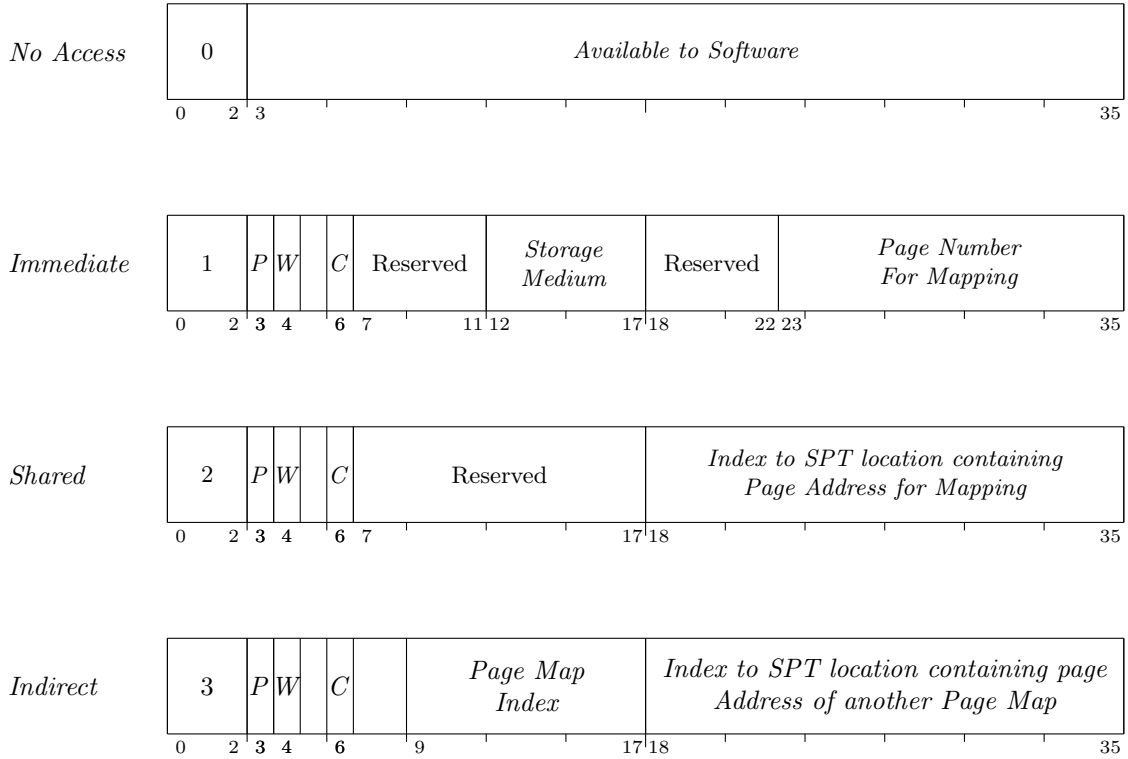 No Access 0 Available to Software
0 2 3 35
Immediate 1 P W C Reserved Storage Medium Reserved Page Number For Mapping
0 2 3 4 6 7 11 12 17 18 22 23 35
Shared 2 P W C Reserved Index to SPT location containing Page Address for Mapping
0 2 3 4 6 7 17 18 35
Indirect 3 P W C Page Map Index Index to SPT location containing page Address of another Page Map
0 2 3 4 6 9 17 18 35